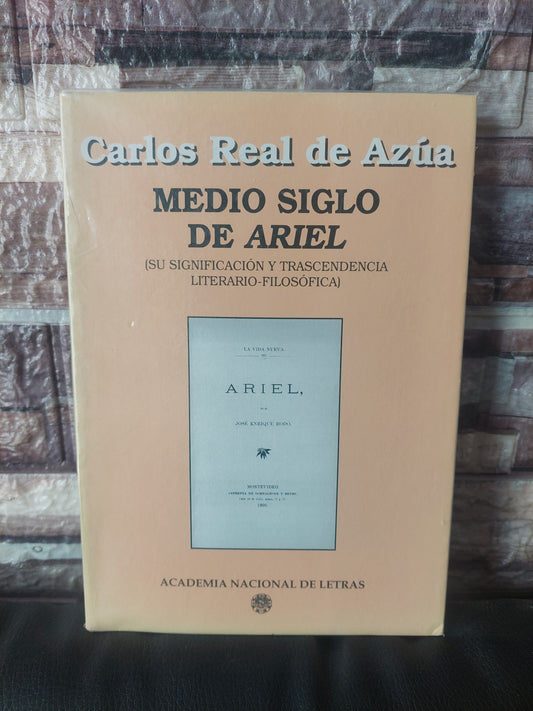 Carlos Real de Azúa
MEDIO SIGLO
DE ARIEL
(SU SIGNIFICACIÓN Y TRASCENDENCIA
LITERARIO-FILOSÓFICA)
LA VIDA NUEVA
ARIEL,
JOSÉ ENRIQUE RODÓ.
MONTEVIDEO
1900.
ACADEMIA NACIONAL DE LETRAS